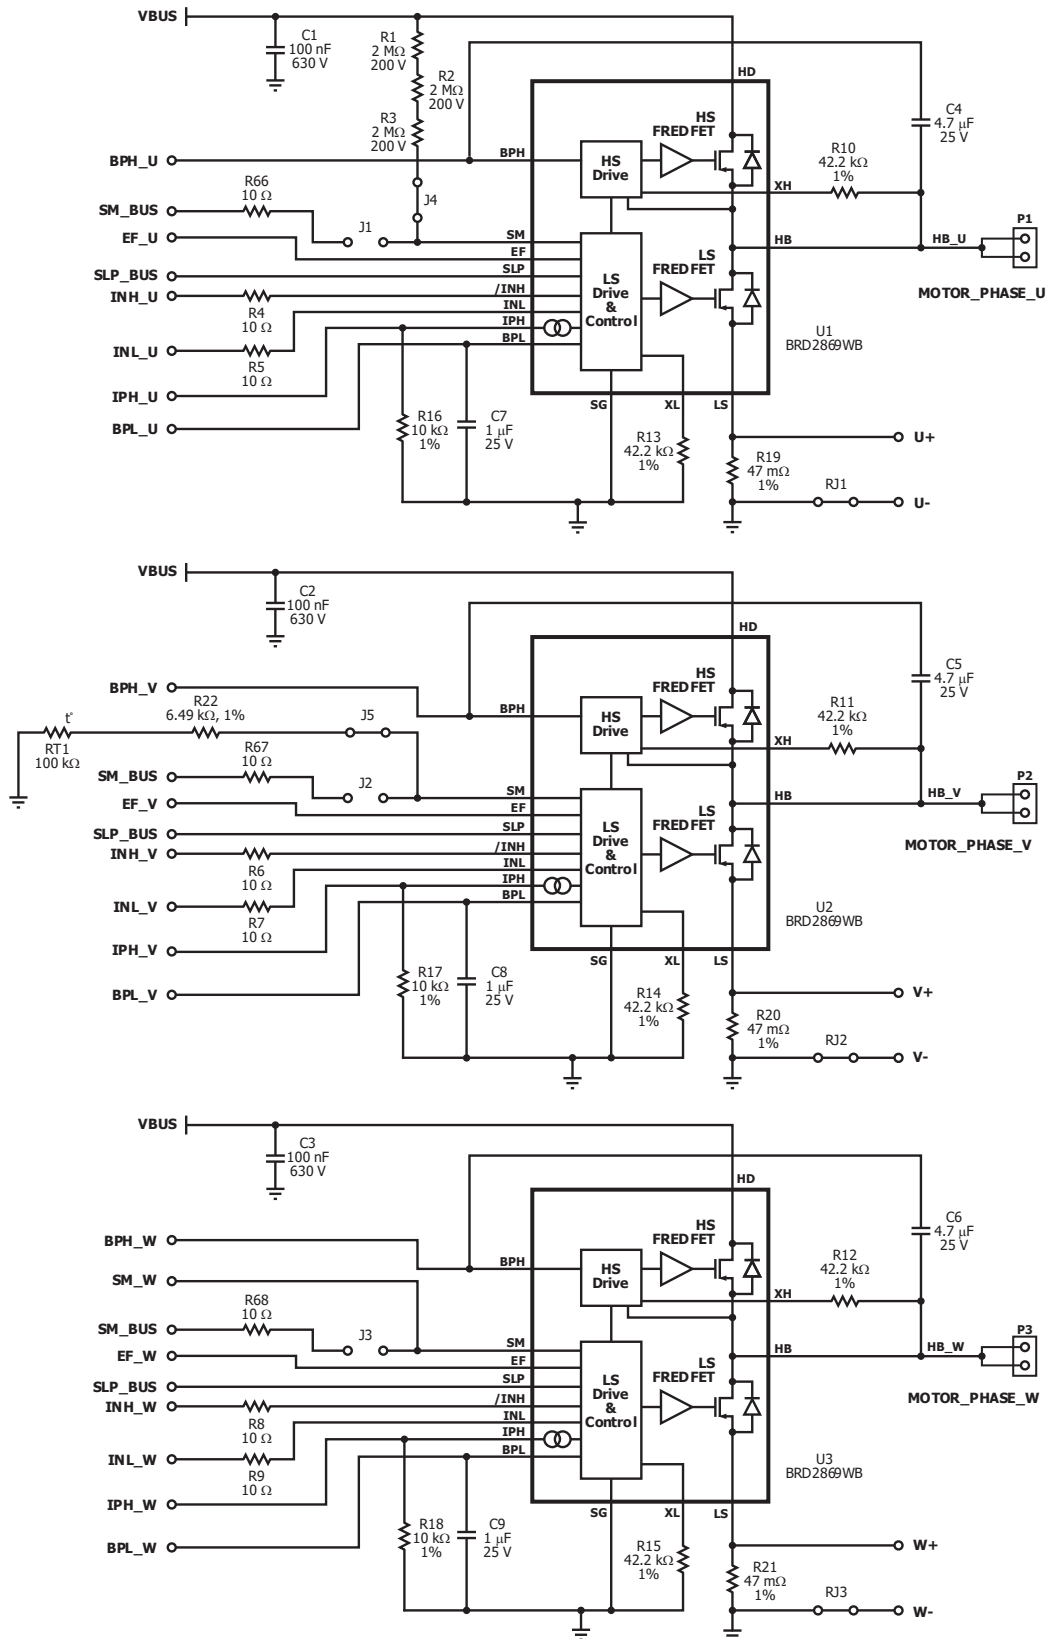 VBUS
C1
100 nF
630 V
R1
2 MΩ
200 V
R2
2 MΩ
200 V
R3
2 MΩ
200 V
HD
C4
4.7 µF
25 V
BPH_U
BPH
HS
Drive
HS
FREDFET
R10
42.2 kΩ
1%
XH
R66
10 Ω
SM_BUS
J4
J1
EF_U
SM
EF
HB
HB_U
P1
SLP_BUS
SLP
LS
FREDFET
INH_U
/INH
LS
Drive
&
Control
MOTOR_PHASE_U
R4
10 Ω
INL
IPH
INL_U
BPL
U1
BRD2869WB
R5
10 Ω
IPH_U
SG
XL
LS
BPL_U
R16
10 kΩ
1%
C7
1 µF
25 V
R13
42.2 kΩ
1%
U+
R19
47 mΩ
1%
RJ1
U-
VBUS
C2
100 nF
630 V
HD
C5
4.7 µF
25 V
BPH_V
BPH
HS
Drive
HS
FREDFET
R11
42.2 kΩ
1%
XH
R22
6.49 kΩ, 1%
J5
t°
RT1
100 kΩ
R67
10 Ω
SM_BUS
J2
EF_V
SM
EF
HB
HB_V
P2
SLP_BUS
SLP
LS
FREDFET
INH_V
/INH
LS
Drive
&
Control
MOTOR_PHASE_V
R6
10 Ω
INL
IPH
INL_V
BPL
U2
BRD2869WB
R7
10 Ω
IPH_V
SG
XL
LS
BPL_V
R17
10 kΩ
1%
C8
1 µF
25 V
R14
42.2 kΩ
1%
V+
R20
47 mΩ
1%
RJ2
V-
VBUS
C3
100 nF
630 V
HD
C6
4.7 µF
25 V
BPH_W
BPH
HS
Drive
HS
FREDFET
R12
42.2 kΩ
1%
XH
SM_W
R68
10 Ω
SM_BUS
J3
EF_W
SM
EF
HB
HB_W
P3
SLP_BUS
SLP
LS
FREDFET
INH_W
/INH
LS
Drive
&
Control
MOTOR_PHASE_W
R8
10 Ω
INL
IPH
INL_W
BPL
U3
BRD2869WB
R9
10 Ω
IPH_W
SG
XL
LS
BPL_W
R18
10 kΩ
1%
C9
1 µF
25 V
R15
42.2 kΩ
1%
W+
R21
47 mΩ
1%
RJ3
W-